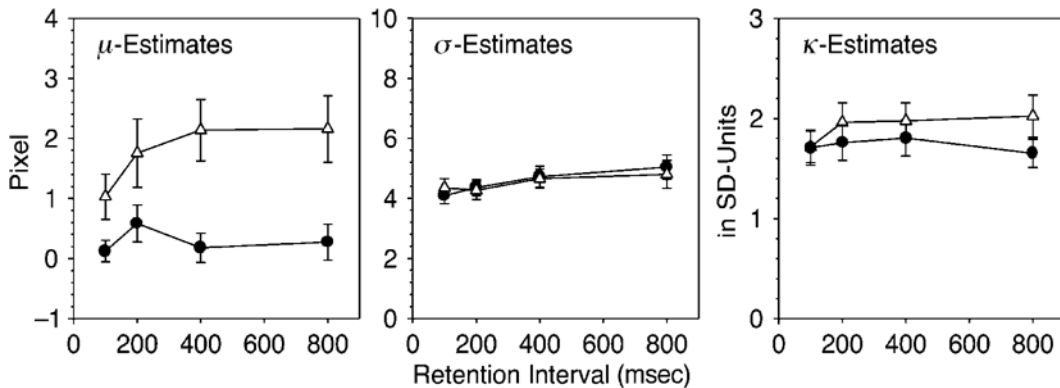 μ-Estimates
σ-Estimates
κ-Estimates
Pixel
in SD-Units
4
3
2
1
0
–1
10
8
6
4
2
0
3
2
1
0
0 200 400 600 800
0 200 400 600 800
0 200 400 600 800
Retention Interval (msec)